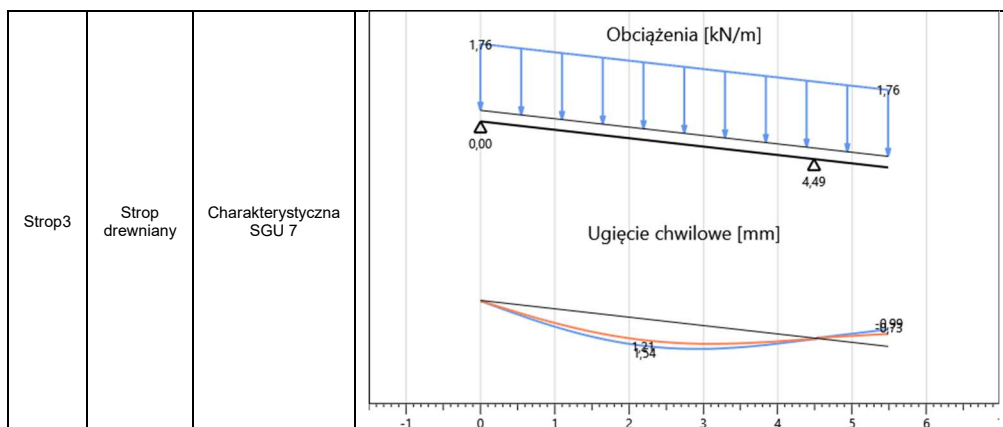 Strop3
Strop
drewniany
Charakterystyczna
SGU 7
Obciążenia [kN/m]
1,76
1,76
0,00
4,49
Ugięcie chwilowe [mm]
-0,99
-0,73
1,21
1,54
-1 0 1 2 3 4 5 6